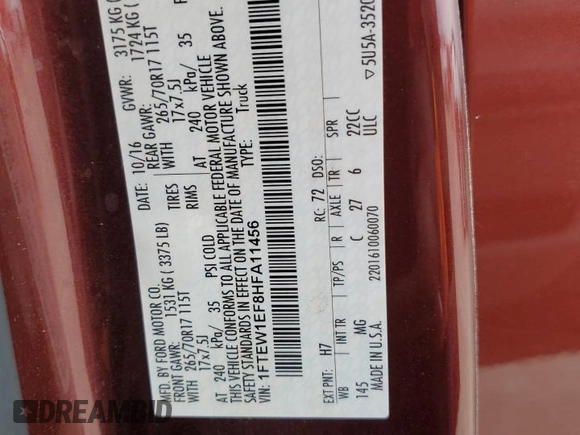 MFD. BY FORD MOTOR CO.
DATE: 10/16 GVWR: 3175 KG (
FRONT GAWR: 1531 KG ( 3375 LB) REAR GAWR: 1724 KG (
265/70R17 115T TIRES WITH 265/70R17 115T
17x7.5J RIMS 17x7.5J
AT 240 kPa/ 35 PSI COLD AT 240 kPa/ 35
THIS VEHICLE CONFORMS TO ALL APPLICABLE FEDERAL MOTOR VEHICLE
SAFETY STANDARDS IN EFFECT ON THE DATE OF MANUFACTURE SHOWN ABOVE.
VIN: 1FTEW1EF8HFA11456 TYPE: Truck
EXT PNT: H7 RC: 72 DSO:
WB INT TR TP/PS R AXLE TR SPR
145 MG C 27 6 22CC
MADE IN U.S.A. 2201610060070 ULC
▽5U5A-3520
DREAMBID